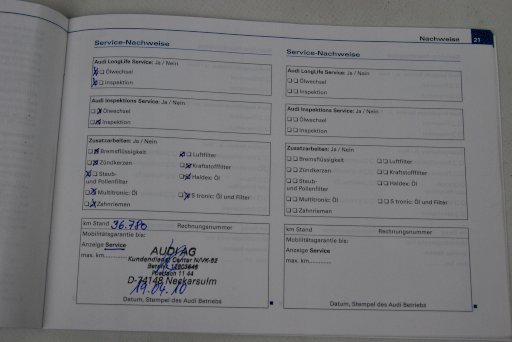 Nachweise 21
Service-Nachweise
Audi LongLife Service: Ja / Nein
Ölwechsel
Inspektion
Audi Inspektions Service: Ja / Nein
Ölwechsel
Inspektion
Zusatzarbeiten: Ja / Nein
Bremsflüssigkeit
Luftfilter
Zündkerzen
Kraftstofffilter
Staub-
und Pollenfilter
Haldex: Öl
Multitronic: Öl
S tronic: Öl und Filter
Zahnriemen
km Stand 36.780 Rechnungsnummer
Mobilitätsgarantie bis:
Anzeige Service
max. km
AUDI AG
Kundendienst Center N/VK-52
Postfach 11 44
D-74148 Neckarsulm
19.04.10
Datum, Stempel des Audi Betriebs
Service-Nachweise
Audi LongLife Service: Ja / Nein
Ölwechsel
Inspektion
Audi Inspektions Service: Ja / Nein
Ölwechsel
Inspektion
Zusatzarbeiten: Ja / Nein
Bremsflüssigkeit
Luftfilter
Zündkerzen
Kraftstofffilter
Staub-
und Pollenfilter
Haldex: Öl
Multitronic: Öl
S tronic: Öl und Filter
Zahnriemen
km Stand Rechnungsnummer
Mobilitätsgarantie bis:
Anzeige Service
max. km
Datum, Stempel des Audi Betriebs